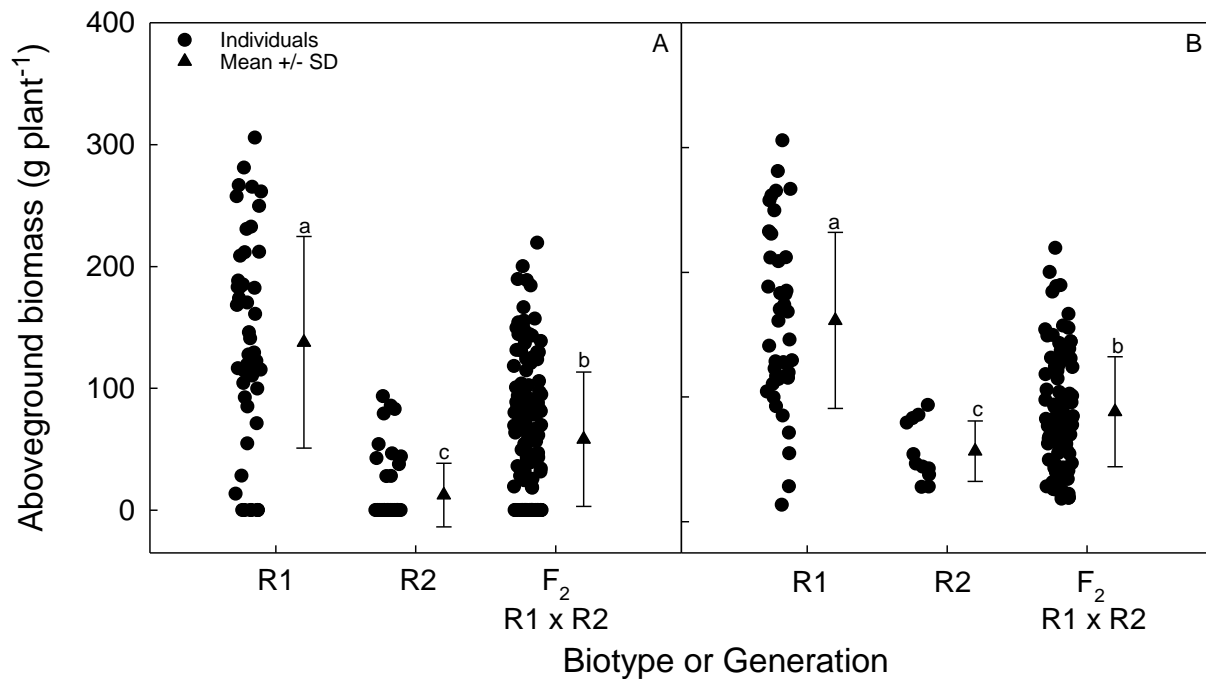 Aboveground biomass (g plant⁻¹)
400
300
200
100
0
Individuals
Mean +/- SD
A
B
a
c
b
a
c
b
R1
R2
F₂
R1 x R2
R1
R2
F₂
R1 x R2
Biotype or Generation